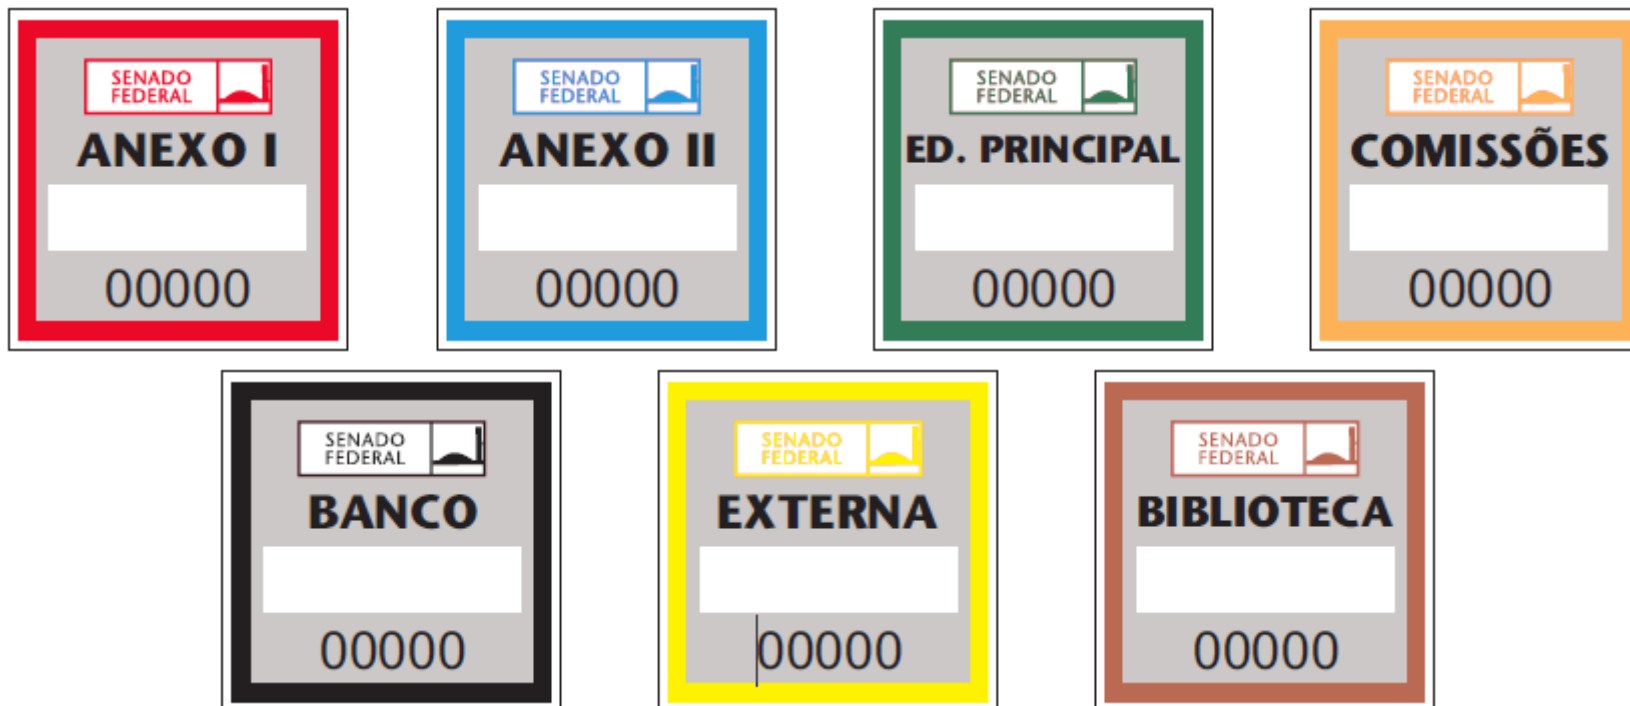 SENADO
FEDERAL
ANEXO I
00000
SENADO
FEDERAL
ANEXO II
00000
SENADO
FEDERAL
ED. PRINCIPAL
00000
SENADO
FEDERAL
COMISSÕES
00000
SENADO
FEDERAL
BANCO
00000
SENADO
FEDERAL
EXTERNA
00000
SENADO
FEDERAL
BIBLIOTECA
00000